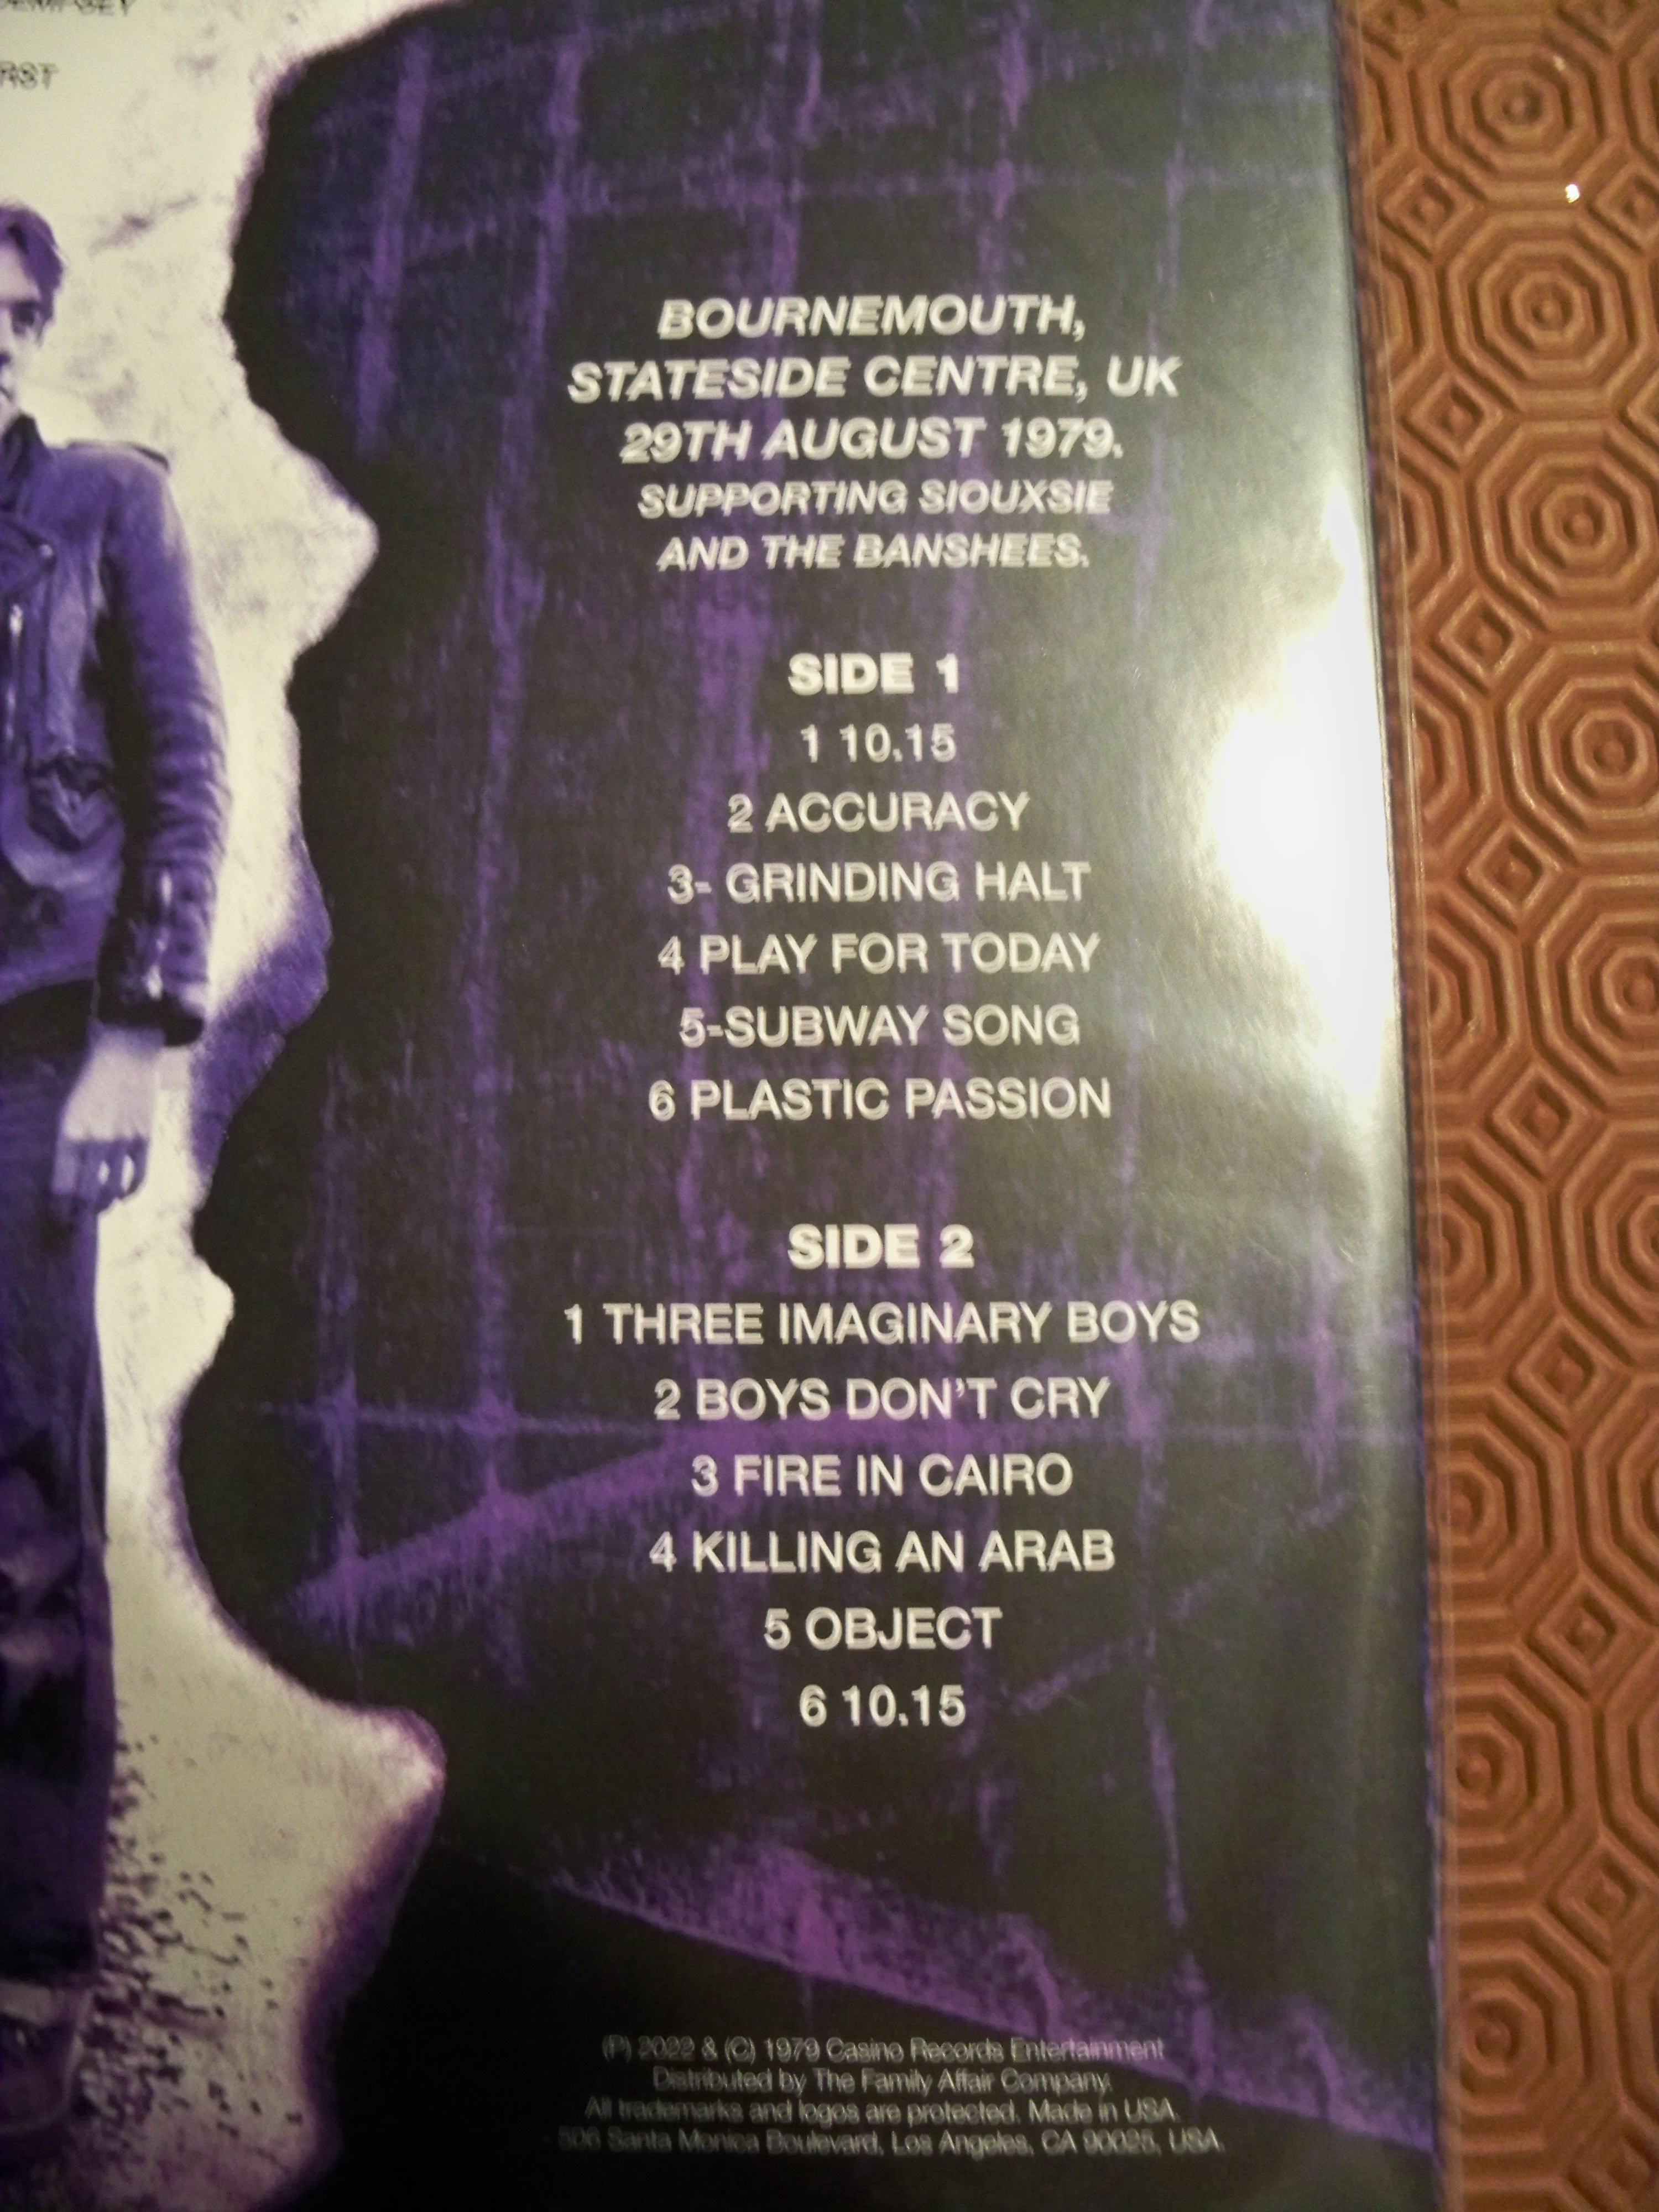 BOURNEMOUTH,
STATESIDE CENTRE, UK
29TH AUGUST 1979.
SUPPORTING SIOUXSIE
AND THE BANSHEES.
SIDE 1
1 10.15
2 ACCURACY
3- GRINDING HALT
4 PLAY FOR TODAY
5-SUBWAY SONG
6 PLASTIC PASSION
SIDE 2
1 THREE IMAGINARY BOYS
2 BOYS DON'T CRY
3 FIRE IN CAIRO
4 KILLING AN ARAB
5 OBJECT
6 10.15
(P) 2022 & (C) 1979 Casino Records Entertainment
Distributed by The Family Affair Company.
All trademarks and logos are protected. Made in USA.
506 Santa Monica Boulevard, Los Angeles, CA 90025, USA.